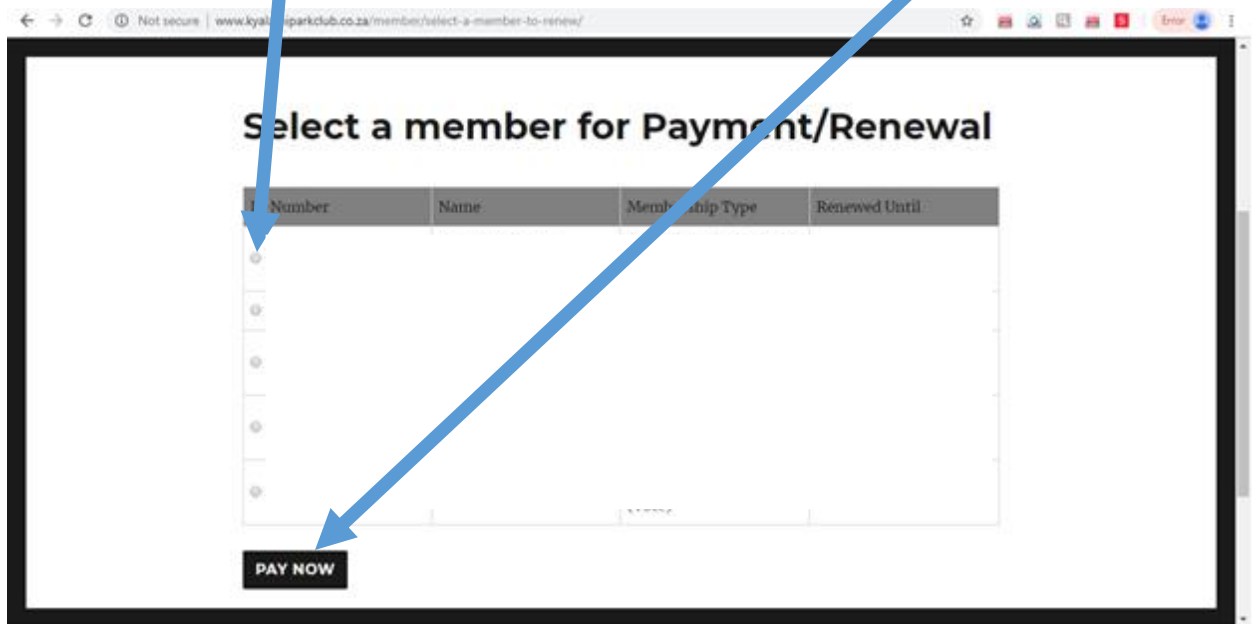 Not secure | www.kyal iparkclub.co.za/member/select-a-member-to-renew/
Error
Select a member for Payment/Renewal
Number Name Membership Type Renewed Until
PAY NOW